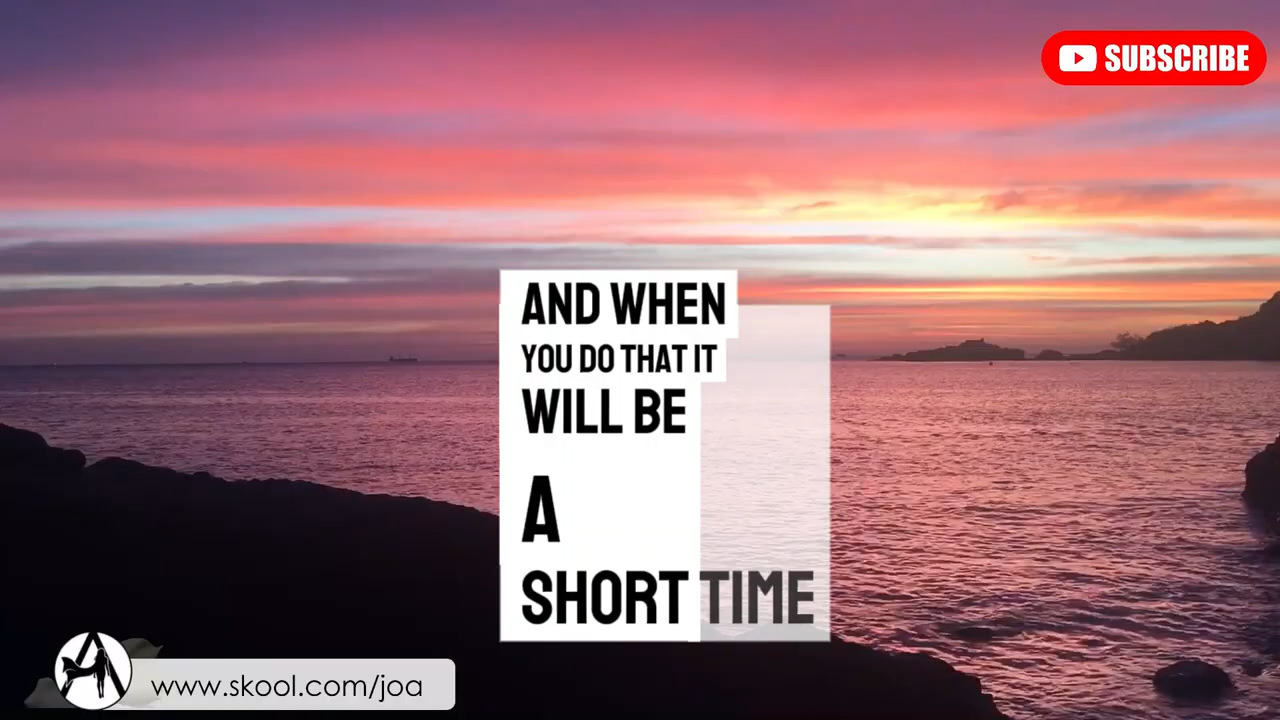 SUBSCRIBE
AND WHEN
YOU DO THAT IT
WILL BE
A
SHORT TIME
www.skool.com/joa